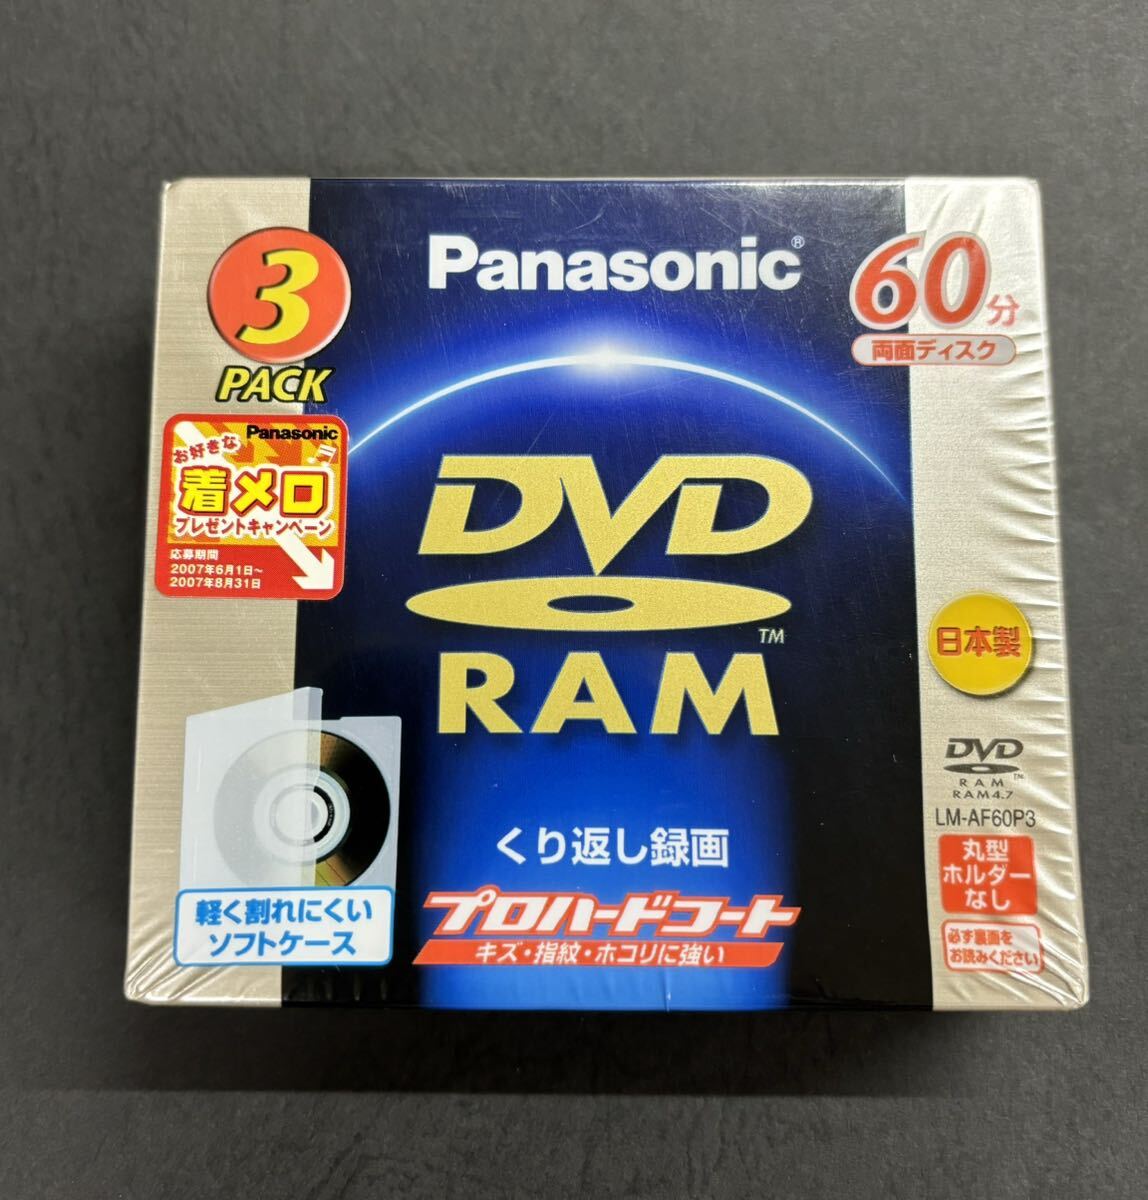 3
PACK
Panasonic®
60分
両面ディスク
Panasonic
お好きな
着メロ
プレゼントキャンペーン
応募期間
2007年6月1日~
2007年8月31日
DVD
RAM
TM
日本製
DVD
RAM
TM
RAM4.7
LM-AF60P3
丸型
ホルダー
なし
必ず裏面を
お読みください
くり返し録画
プロハードコート
キズ・指紋・ホコリに強い
軽く割れにくい
ソフトケース